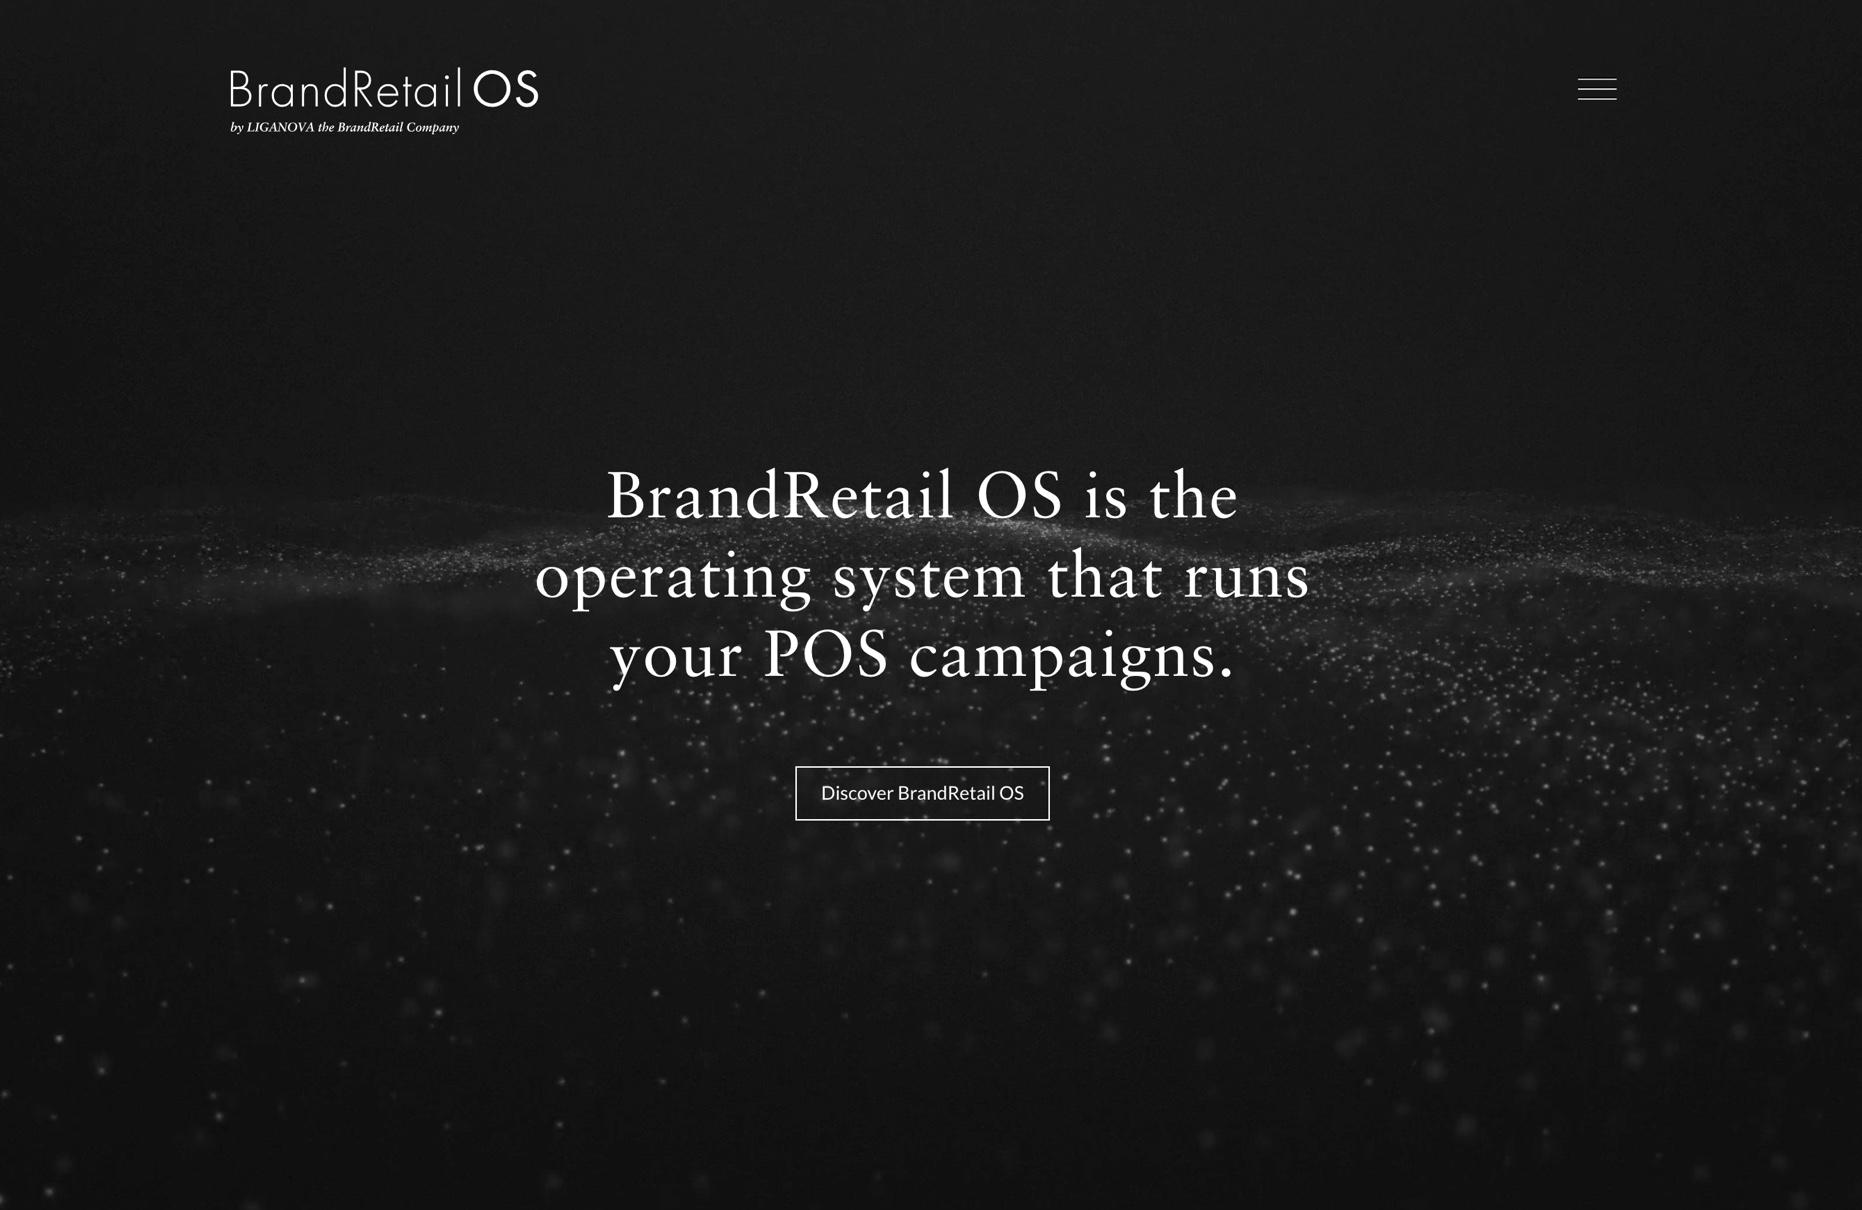 BrandRetail OS
by LIGANOVA the BrandRetail Company
BrandRetail OS is the
operating system that runs
your POS campaigns.
Discover BrandRetail OS